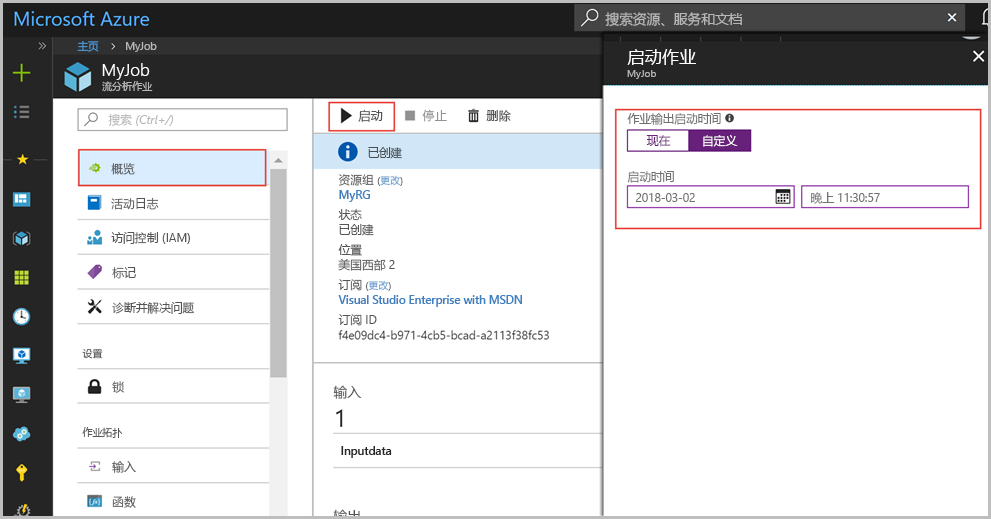 Microsoft Azure
搜索资源、服务和文档
主页 > MyJob
MyJob
流分析作业
搜索 (Ctrl+/)
概览
活动日志
访问控制 (IAM)
标记
诊断并解决问题
设置
锁
作业拓扑
输入
函数
启动
停止
删除
已创建
资源组 (更改)
MyRG
状态
已创建
位置
美国西部 2
订阅 (更改)
Visual Studio Enterprise with MSDN
订阅 ID
f4e09dc4-b971-4cb5-bcad-a2113f38fc53
输入
1
Inputdata
输出
启动作业
MyJob
作业输出启动时间
现在
自定义
启动时间
2018-03-02
晚上 11:30:57